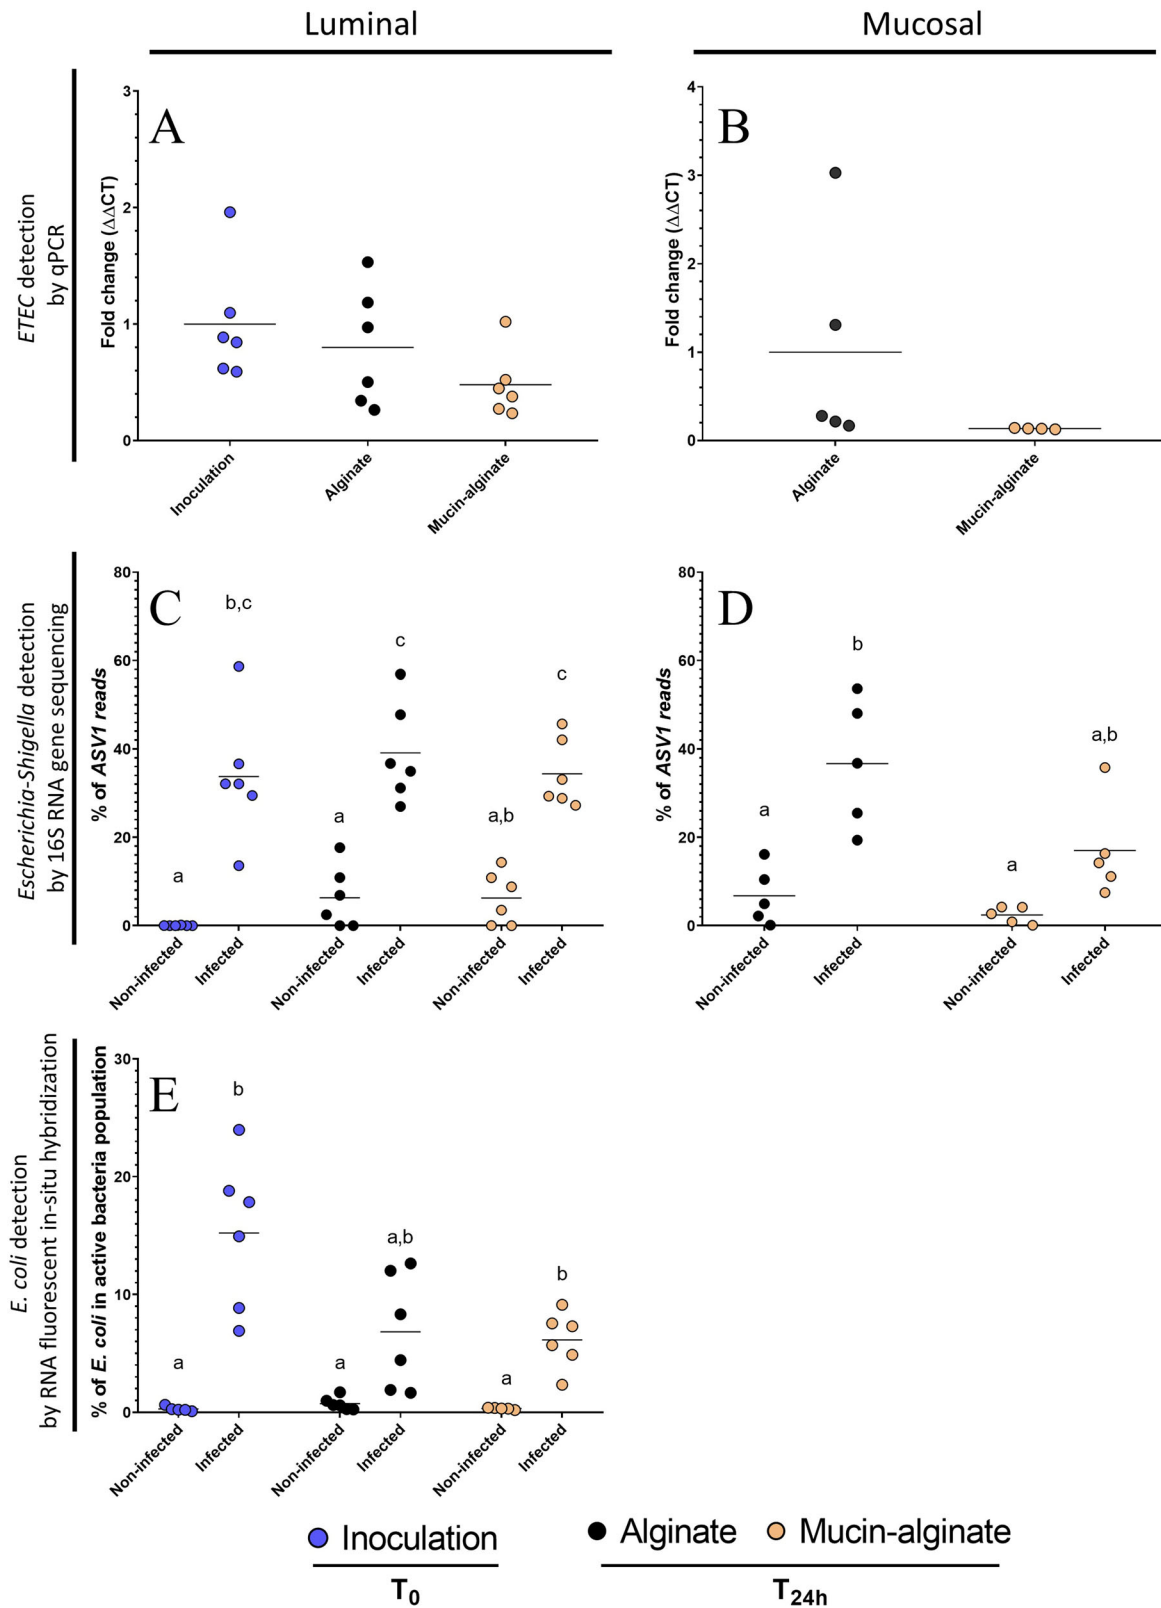 Luminal
Mucosal
ETEC detection
by qPCR
A
Fold change (ΔΔCT)
3
2
1
0
Inoculation
Alginate
Mucin-alginate
B
Fold change (ΔΔCT)
4
3
2
1
0
Alginate
Mucin-alginate
Escherichia-Shigella detection
by 16S RNA gene sequencing
C
% of ASV1 reads
80
60
40
20
0
a
b,c
a
c
a,b
c
Non-infected
Infected
Non-infected
Infected
Non-infected
Infected
D
% of ASV1 reads
80
60
40
20
0
a
b
a
a,b
Non-infected
Infected
Non-infected
Infected
E. coli detection
by RNA fluorescent in-situ hybridization
E
% of E. coli in active bacteria population
30
20
10
0
a
b
a
a,b
a
b
Non-infected
Infected
Non-infected
Infected
Non-infected
Infected
Inoculation
Alginate
Mucin-alginate
T0
T24h